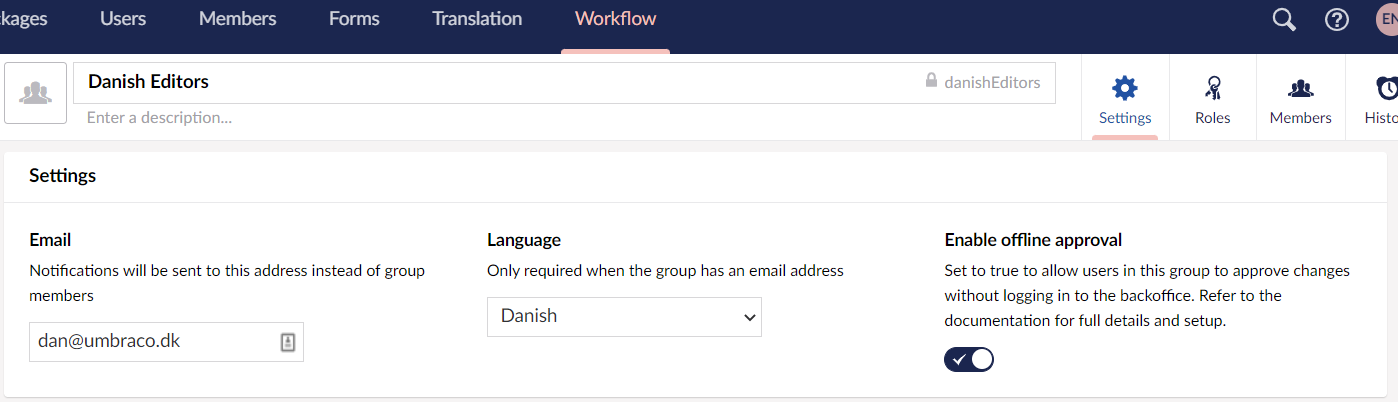 kages Users Members Forms Translation Workflow EN
Danish Editors danishEditors
Enter a description...
Settings Roles Members Histo
Settings
Email
Notifications will be sent to this address instead of group
members
dan@umbraco.dk
Language
Only required when the group has an email address
Danish
Enable offline approval
Set to true to allow users in this group to approve changes
without logging in to the backoffice. Refer to the
documentation for full details and setup.